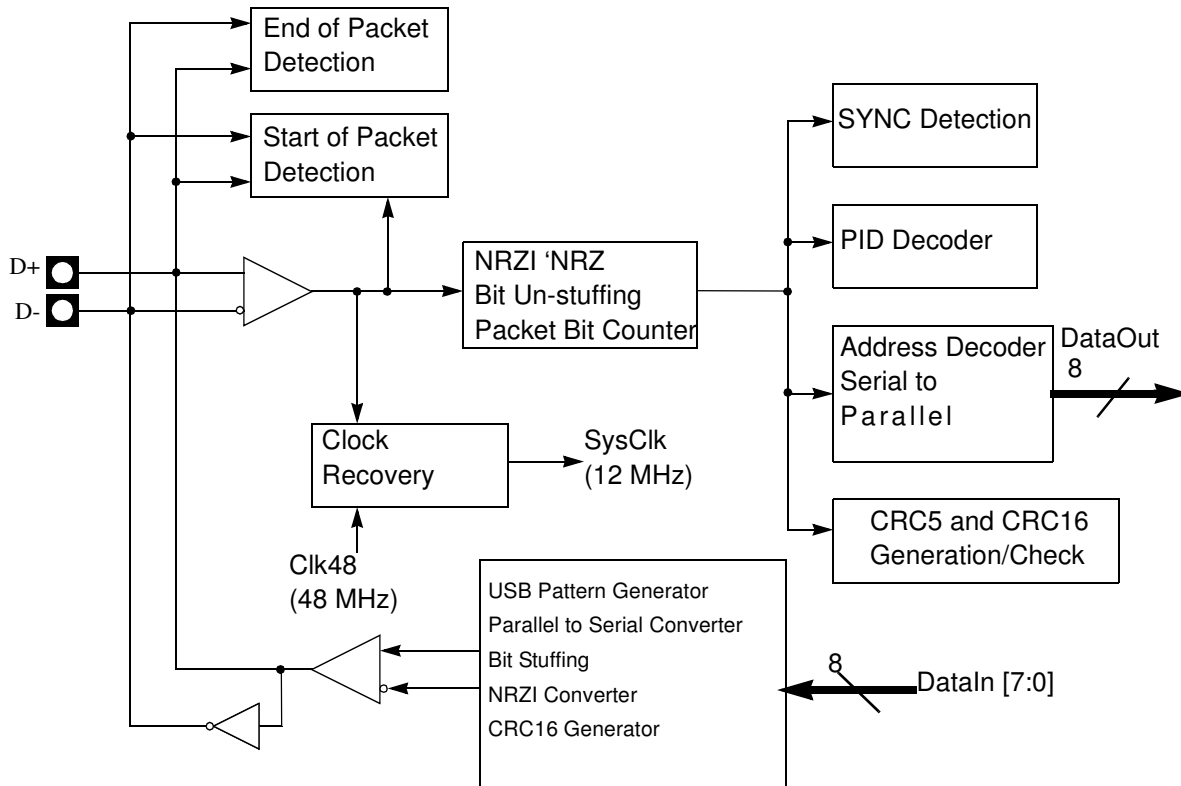 End of Packet
Detection
Start of Packet
Detection
SYNC Detection
PID Decoder
D+
D-
NRZI ‘NRZ
Bit Un-stuffing
Packet Bit Counter
Address Decoder
Serial to
Parallel
DataOut
8
Clock
Recovery
SysClk
(12 MHz)
CRC5 and CRC16
Generation/Check
Clk48
(48 MHz)
USB Pattern Generator
Parallel to Serial Converter
Bit Stuffing
NRZI Converter
CRC16 Generator
8
DataIn [7:0]